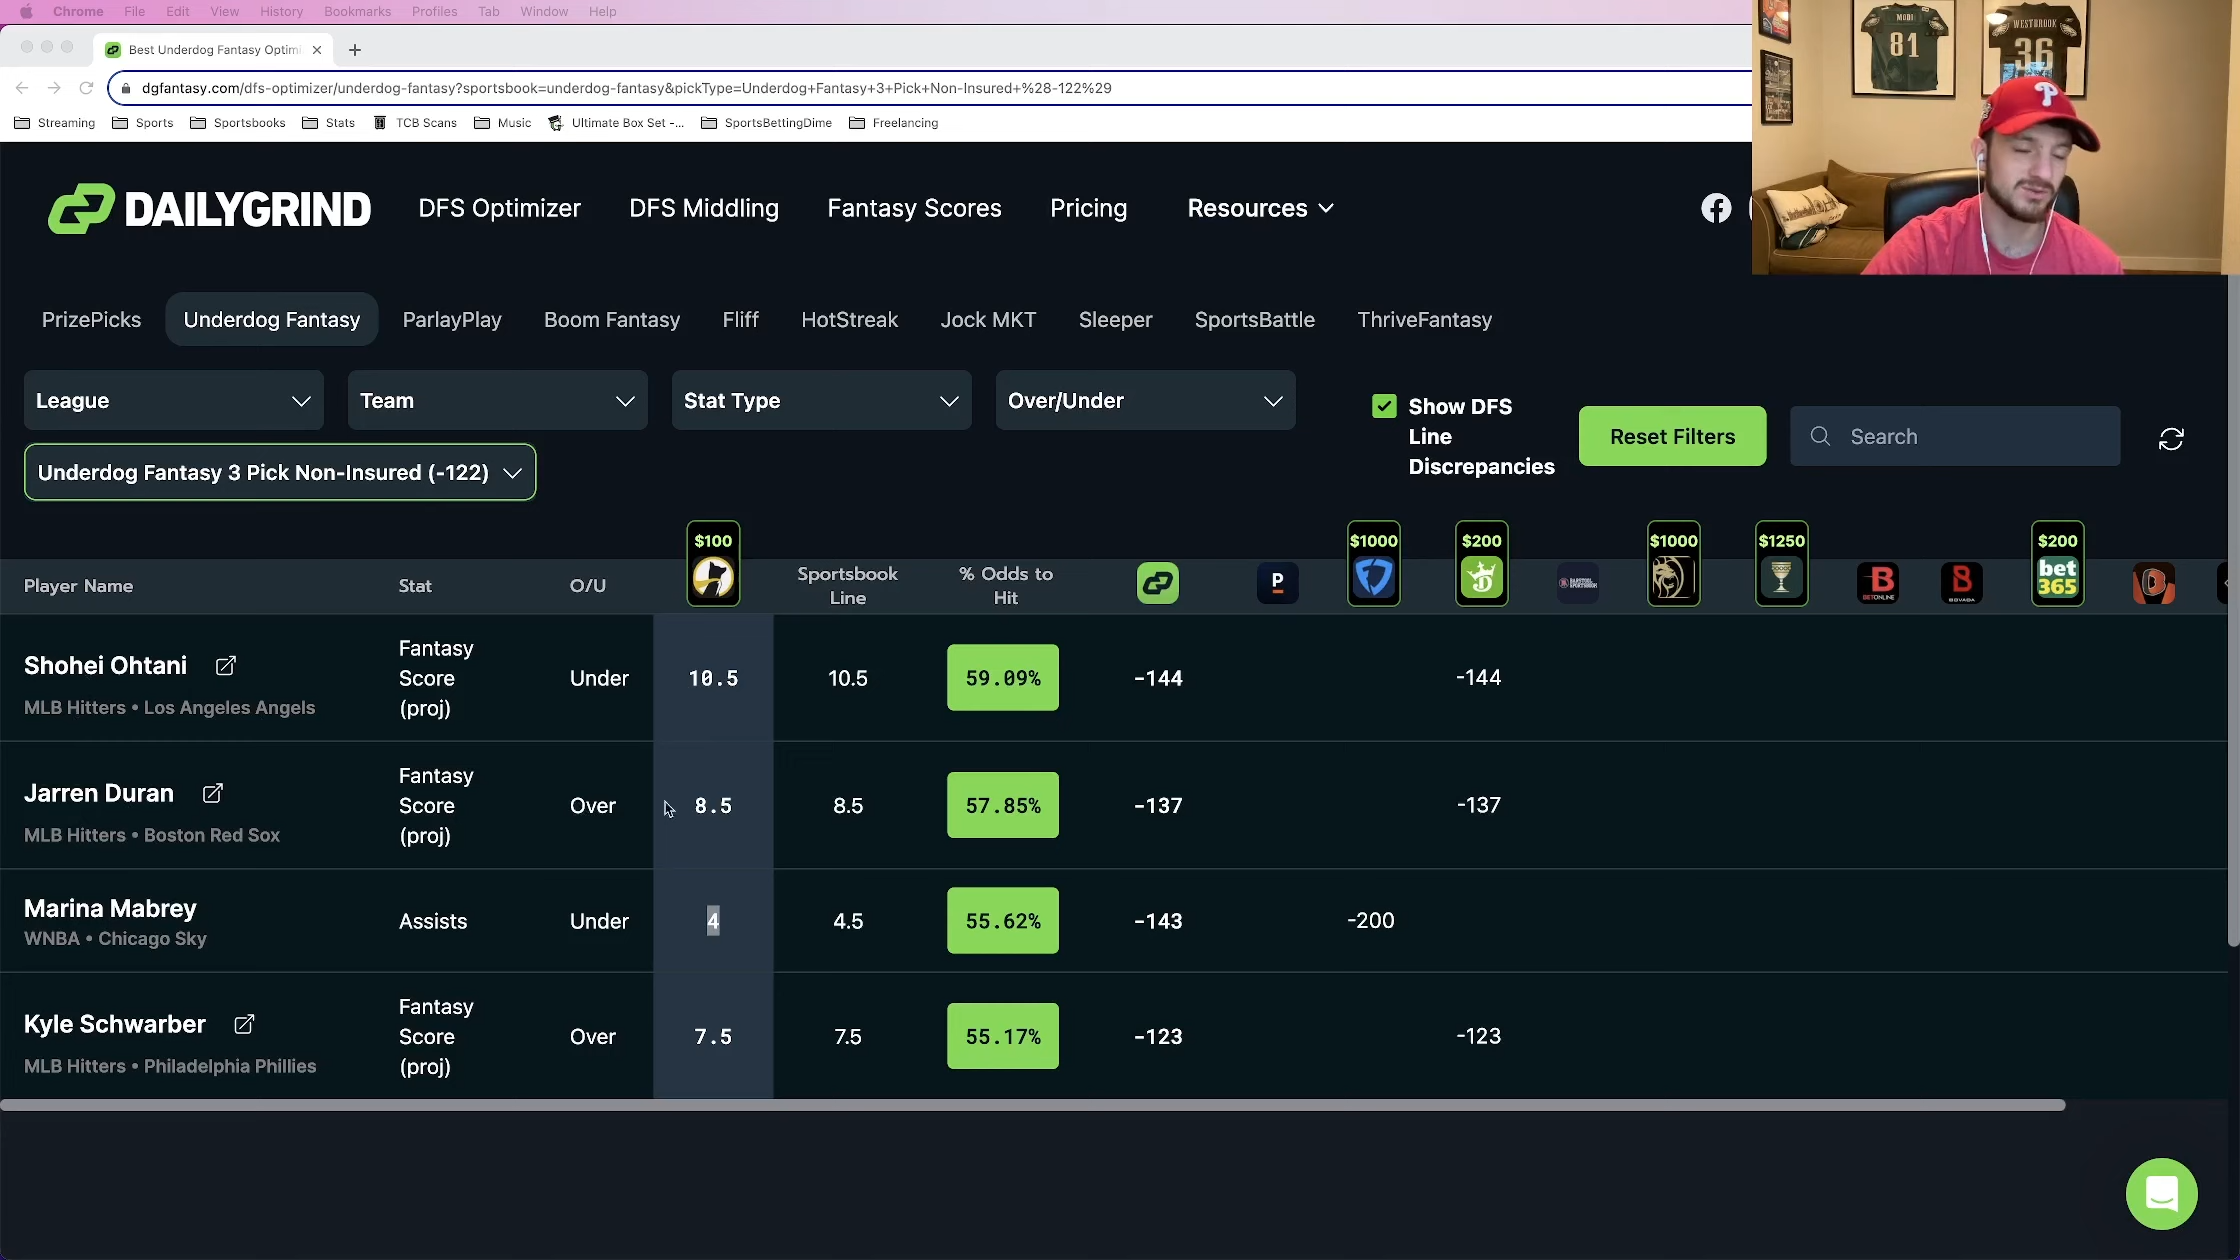 Chrome File Edit View History Bookmarks Profiles Tab Window Help
Best Underdog Fantasy Optimi
dgfantasy.com/dfs-optimizer/underdog-fantasy?sportsbook=underdog-fantasy&pickType=Underdog+Fantasy+3+Pick+Non-Insured+%28-122%29
Streaming Sports Sportsbooks Stats TCB Scans Music Ultimate Box Set -... SportsBettingDime Freelancing
MOBI
81
WESTBROOK
36
P
DAILYGRIND DFS Optimizer DFS Middling Fantasy Scores Pricing Resources
PrizePicks Underdog Fantasy ParlayPlay Boom Fantasy Fliff HotStreak Jock MKT Sleeper SportsBattle ThriveFantasy
League Team Stat Type Over/Under
Show DFS
Line
Discrepancies
Reset Filters Search
Underdog Fantasy 3 Pick Non-Insured (-122)
$100 $1000 $200 $1000 $1250 $200
Player Name Stat O/U
Sportsbook
Line
% Odds to
Hit
P
BARSTOOL
SPORTSBOOK
BETONLINE
BOVADA
bet
365
Shohei Ohtani
MLB Hitters • Los Angeles Angels
Fantasy
Score
(proj)
Under 10.5 10.5 59.09% -144 -144
Jarren Duran
MLB Hitters • Boston Red Sox
Fantasy
Score
(proj)
Over 8.5 8.5 57.85% -137 -137
Marina Mabrey
WNBA • Chicago Sky
Assists Under 4 4.5 55.62% -143 -200
Kyle Schwarber
MLB Hitters • Philadelphia Phillies
Fantasy
Score
(proj)
Over 7.5 7.5 55.17% -123 -123